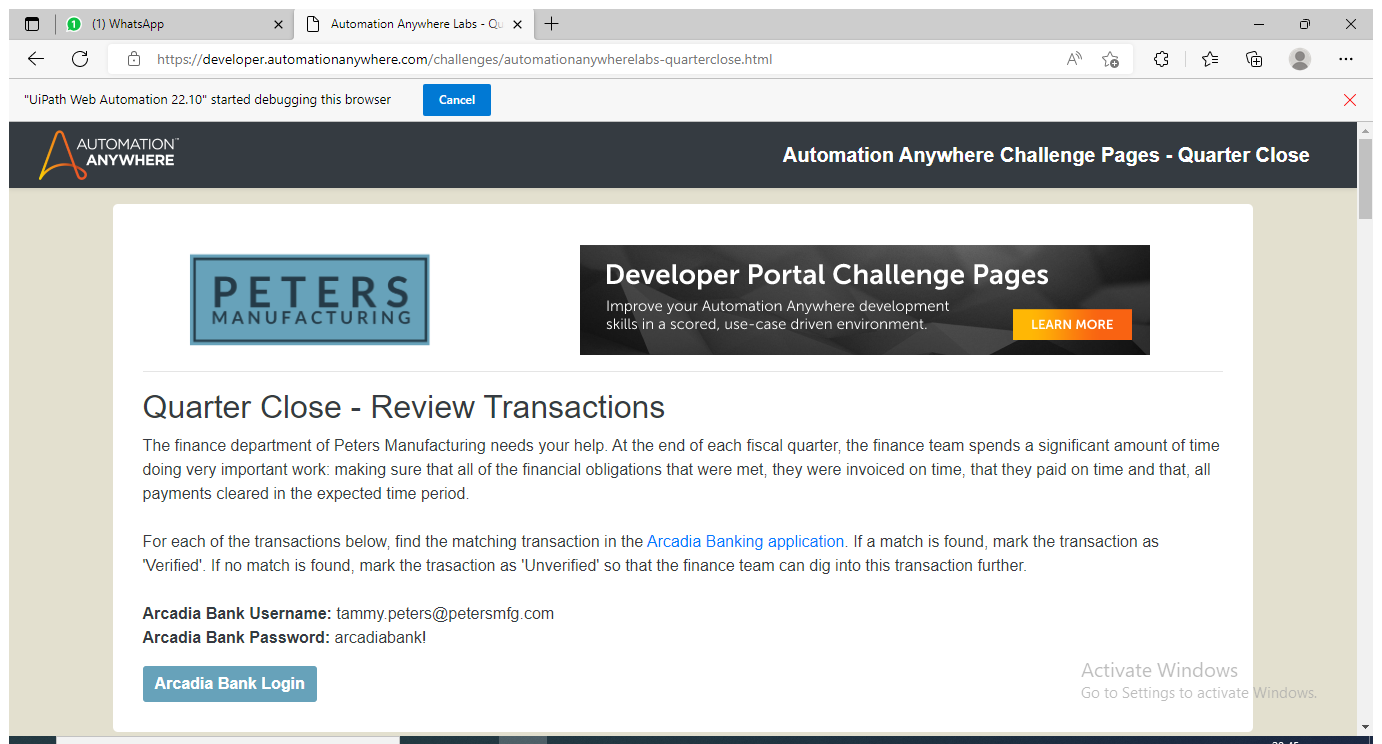 (1) WhatsApp
Automation Anywhere Labs - Qu
https://developer.automationanywhere.com/challenges/automationanywherelabs-quarterclose.html
"UiPath Web Automation 22.10" started debugging this browser
Cancel
AUTOMATION™
ANYWHERE
Automation Anywhere Challenge Pages - Quarter Close
PETERS
MANUFACTURING
Developer Portal Challenge Pages
Improve your Automation Anywhere development
skills in a scored, use-case driven environment.
LEARN MORE
Quarter Close - Review Transactions
The finance department of Peters Manufacturing needs your help. At the end of each fiscal quarter, the finance team spends a significant amount of time
doing very important work: making sure that all of the financial obligations that were met, they were invoiced on time, that they paid on time and that, all
payments cleared in the expected time period.
For each of the transactions below, find the matching transaction in the Arcadia Banking application. If a match is found, mark the transaction as
'Verified'. If no match is found, mark the trasaction as 'Unverified' so that the finance team can dig into this transaction further.
Arcadia Bank Username: tammy.peters@petersmfg.com
Arcadia Bank Password: arcadiabank!
Arcadia Bank Login
Activate Windows
Go to Settings to activate Windows.